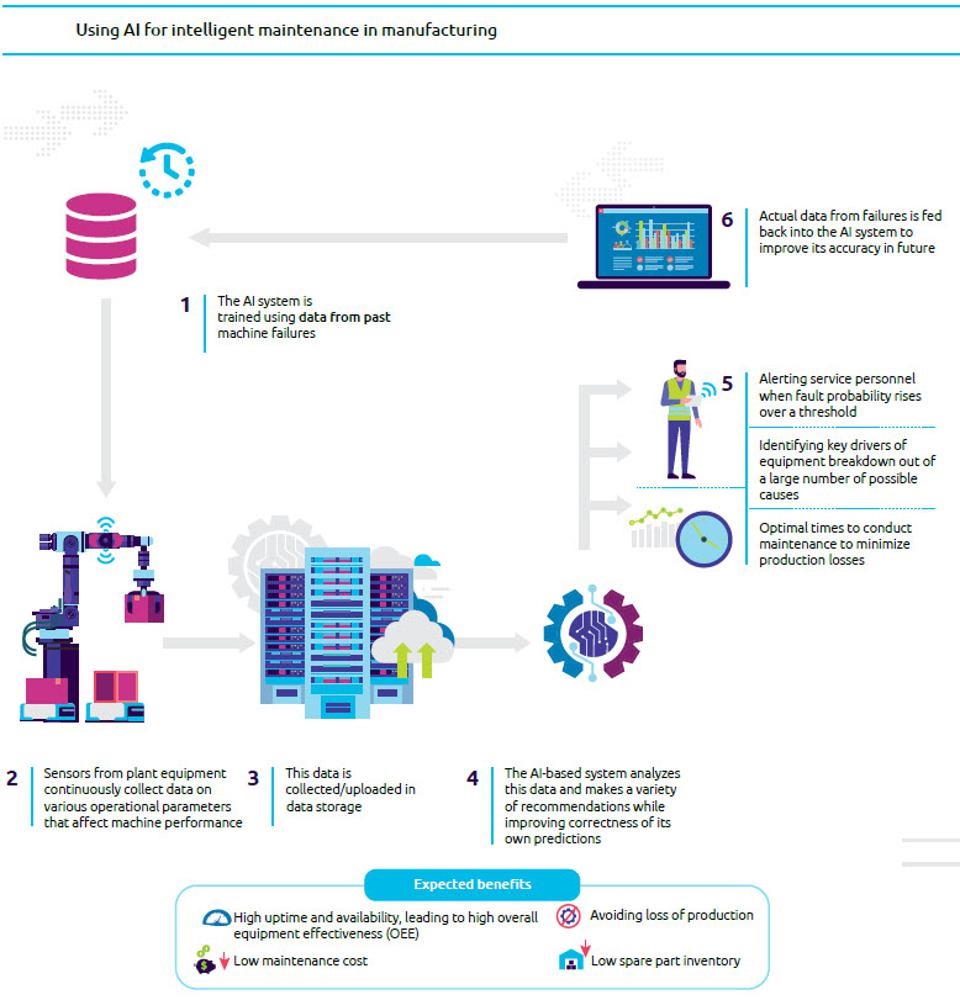 Using AI for intelligent maintenance in manufacturing
6
Actual data from failures is fed
back into the AI system to
improve its accuracy in future
1
The AI system is
trained using data from past
machine failures
5
Alerting service personnel
when fault probability rises
over a threshold
Identifying key drivers of
equipment breakdown out of
a large number of possible
causes
Optimal times to conduct
maintenance to minimize
production losses
2
Sensors from plant equipment
continuously collect data on
various operational parameters
that affect machine performance
3
This data is
collected/uploaded in
data storage
4
The AI-based system analyzes
this data and makes a variety
of recommendations while
improving correctness of its
own predictions
Expected benefits
High uptime and availability, leading to high overall
equipment effectiveness (OEE)
Avoiding loss of production
$
Low maintenance cost
Low spare part inventory